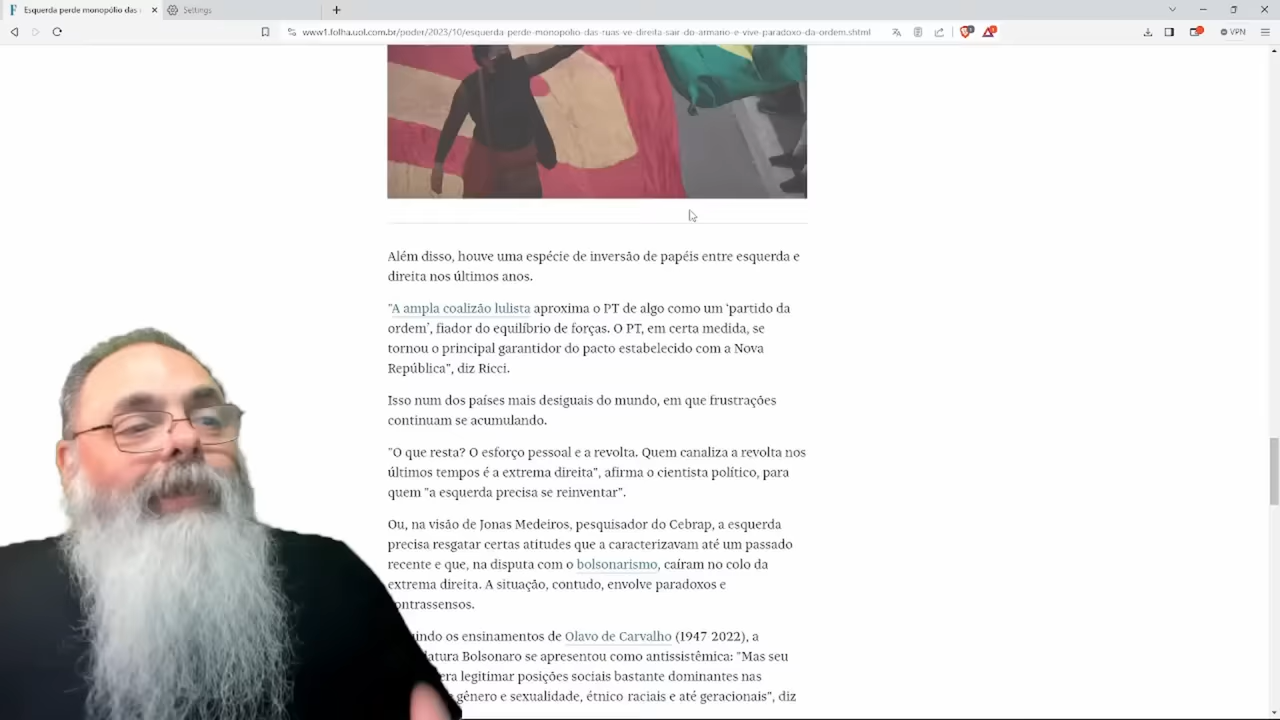 Esquerda perde monopólio das
Settings
www1.folha.uol.com.br/poder/2023/10/esquerda-perde-monopolio-das-ruas-ve-direita-sair-do-armario-e-vive-paradoxo-da-ordem.shtml
VPN
Além disso, houve uma espécie de inversão de papéis entre esquerda e
direita nos últimos anos.
"A ampla coalizão lulista aproxima o PT de algo como um ‘partido da
ordem’, fiador do equilíbrio de forças. O PT, em certa medida, se
tornou o principal garantidor do pacto estabelecido com a Nova
República", diz Ricci.
Isso num dos países mais desiguais do mundo, em que frustrações
continuam se acumulando.
"O que resta? O esforço pessoal e a revolta. Quem canaliza a revolta nos
últimos tempos é a extrema direita", afirma o cientista político, para
quem "a esquerda precisa se reinventar".
Ou, na visão de Jonas Medeiros, pesquisador do Cebrap, a esquerda
precisa resgatar certas atitudes que a caracterizavam até um passado
recente e que, na disputa com o bolsonarismo, caíram no colo da
extrema direita. A situação, contudo, envolve paradoxos e
ontrassensos.
indo os ensinamentos de Olavo de Carvalho (1947-2022), a
latura Bolsonaro se apresentou como antissistêmica: "Mas seu
era legitimar posições sociais bastante dominantes nas
gênero e sexualidade, étnico-raciais e até geracionais", diz